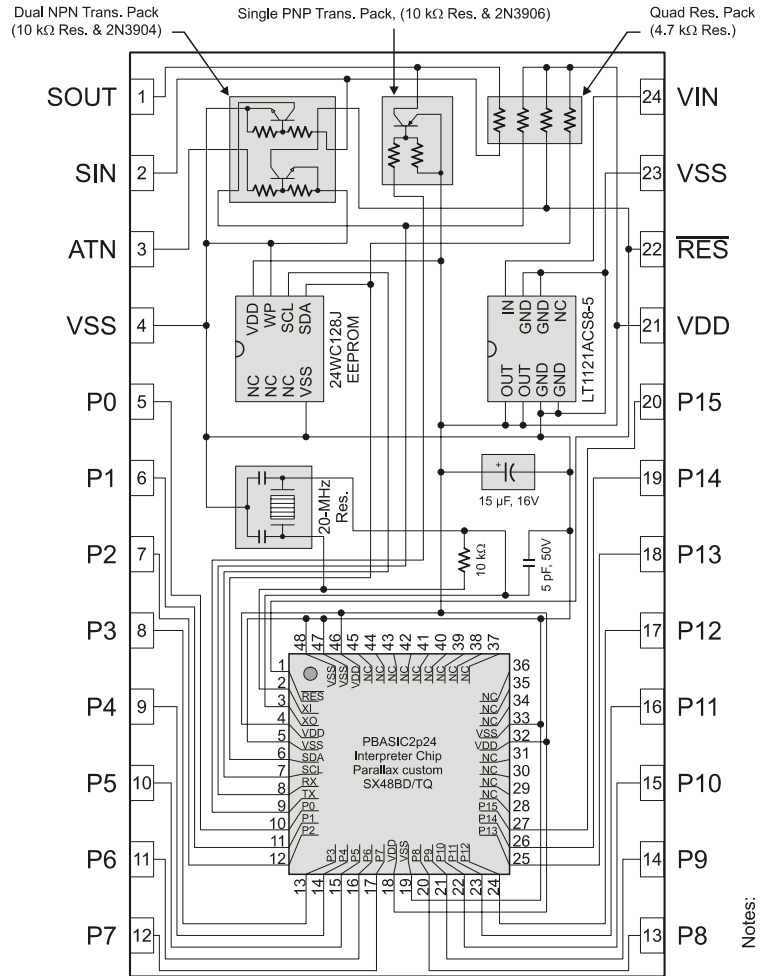 Dual NPN Trans. Pack
(10 kΩ Res. & 2N3904)
Single PNP Trans. Pack, (10 kΩ Res. & 2N3906)
Quad Res. Pack
(4.7 kΩ Res.)
SOUT 1
24 VIN
SIN 2
23 VSS
ATN 3
22 RES
VSS 4
21 VDD
P0 5
20 P15
P1 6
19 P14
P2 7
18 P13
P3 8
17 P12
P4 9
16 P11
P5 10
15 P10
P6 11
14 P9
P7 12
13 P8
VDD
WP
SCL
SDA
NC
NC
NC
VSS
24WC128J
EEPROM
IN
GND
GND
NC
OUT
OUT
GND
GND
LT1121ACS8-5
20-MHz
Res.
+
15 µF, 16V
10 kΩ
5 pF, 50V
48 47 46 45 44 43 42 41 40 39 38 37
VSS VSS VDD NC NC NC NC NC NC NC
1
2
3
4
5
6
7
8
9
10
11
12
RES
XI
XO
VDD
VSS
SDA
SCL
RX
TX
P0
P1
P2
PBASIC2p24
Interpreter Chip
Parallax custom
SX48BD/TQ
36
35
34
33
32
31
30
29
28
27
26
25
NC
NC
NC
VSS
VDD
NC
NC
NC
NC
P15
P14
P13
P3 P4 P5 P6 P7 VDD VSS P8 P9 P10 P11 P12
13 14 15 16 17 18 19 20 21 22 23 24
Notes: